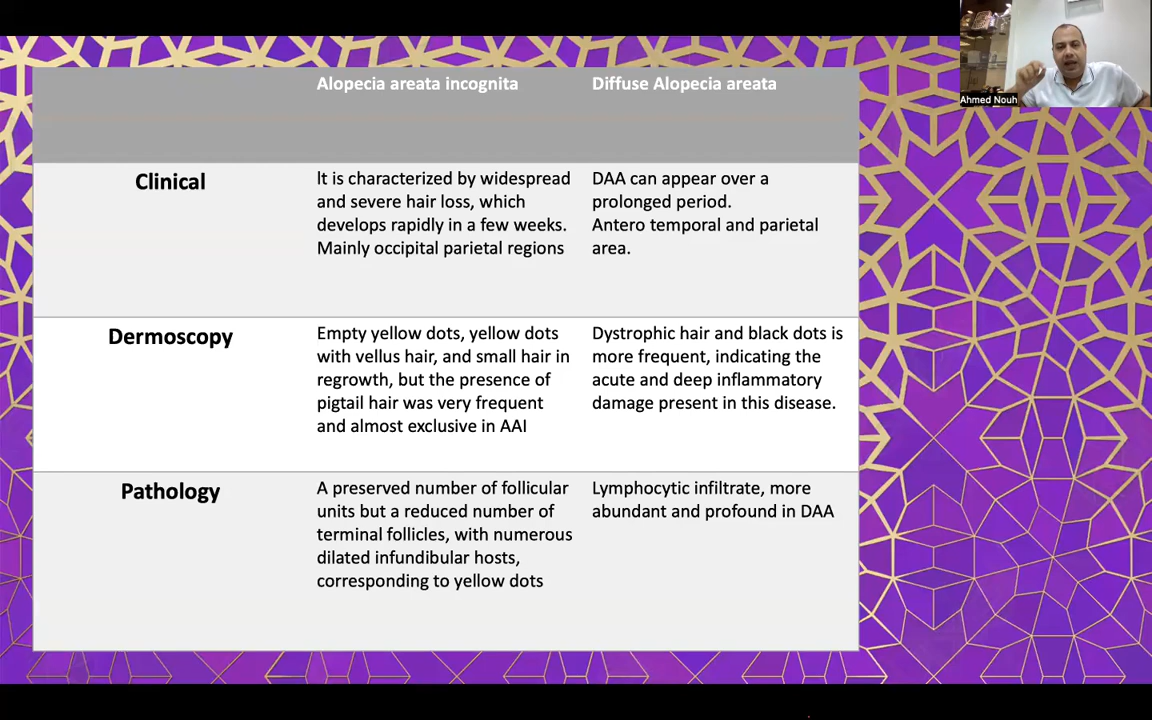 Alopecia areata incognita
Diffuse Alopecia areata
Ahmed Nouh
Clinical
It is characterized by widespread
and severe hair loss, which
develops rapidly in a few weeks.
Mainly occipital parietal regions
DAA can appear over a
prolonged period.
Antero temporal and parietal
area.
Dermoscopy
Empty yellow dots, yellow dots
with vellus hair, and small hair in
regrowth, but the presence of
pigtail hair was very frequent
and almost exclusive in AAI
Dystrophic hair and black dots is
more frequent, indicating the
acute and deep inflammatory
damage present in this disease.
Pathology
A preserved number of follicular
units but a reduced number of
terminal follicles, with numerous
dilated infundibular hosts,
corresponding to yellow dots
Lymphocytic infiltrate, more
abundant and profound in DAA